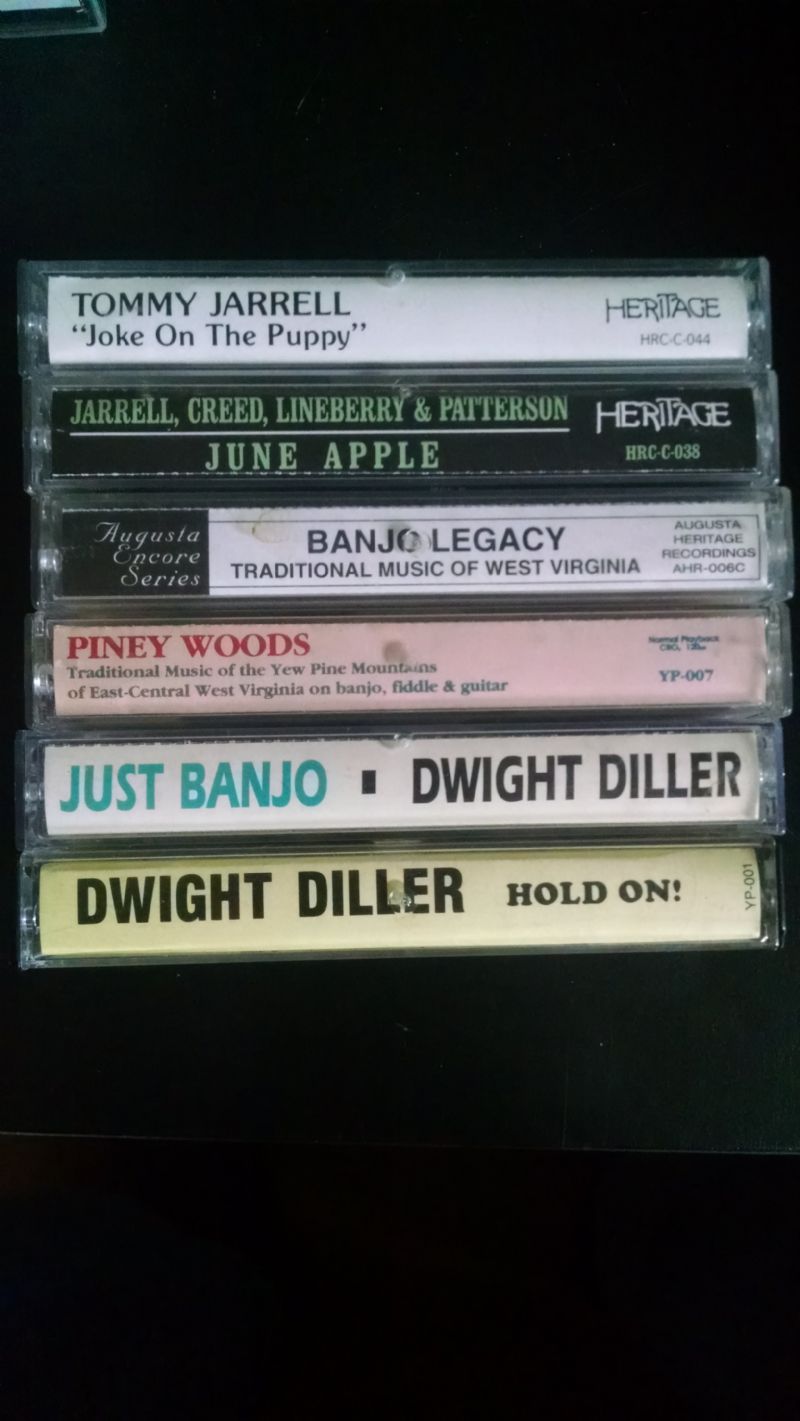 TOMMY JARRELL
"Joke On The Puppy"
HERITAGE
HRC-C-044
JARRELL, CREED, LINEBERRY & PATTERSON
JUNE APPLE
HERITAGE
HRC-C-038
Augusta
Encore
Series
BANJO LEGACY
TRADITIONAL MUSIC OF WEST VIRGINIA
AUGUSTA
HERITAGE
RECORDINGS
AHR-006C
PINEY WOODS
Traditional Music of the Yew Pine Mountains
of East-Central West Virginia on banjo, fiddle & guitar
Normal Playback
YP-007
JUST BANJO ▮ DWIGHT DILLER
DWIGHT DILLER HOLD ON!
YP-001